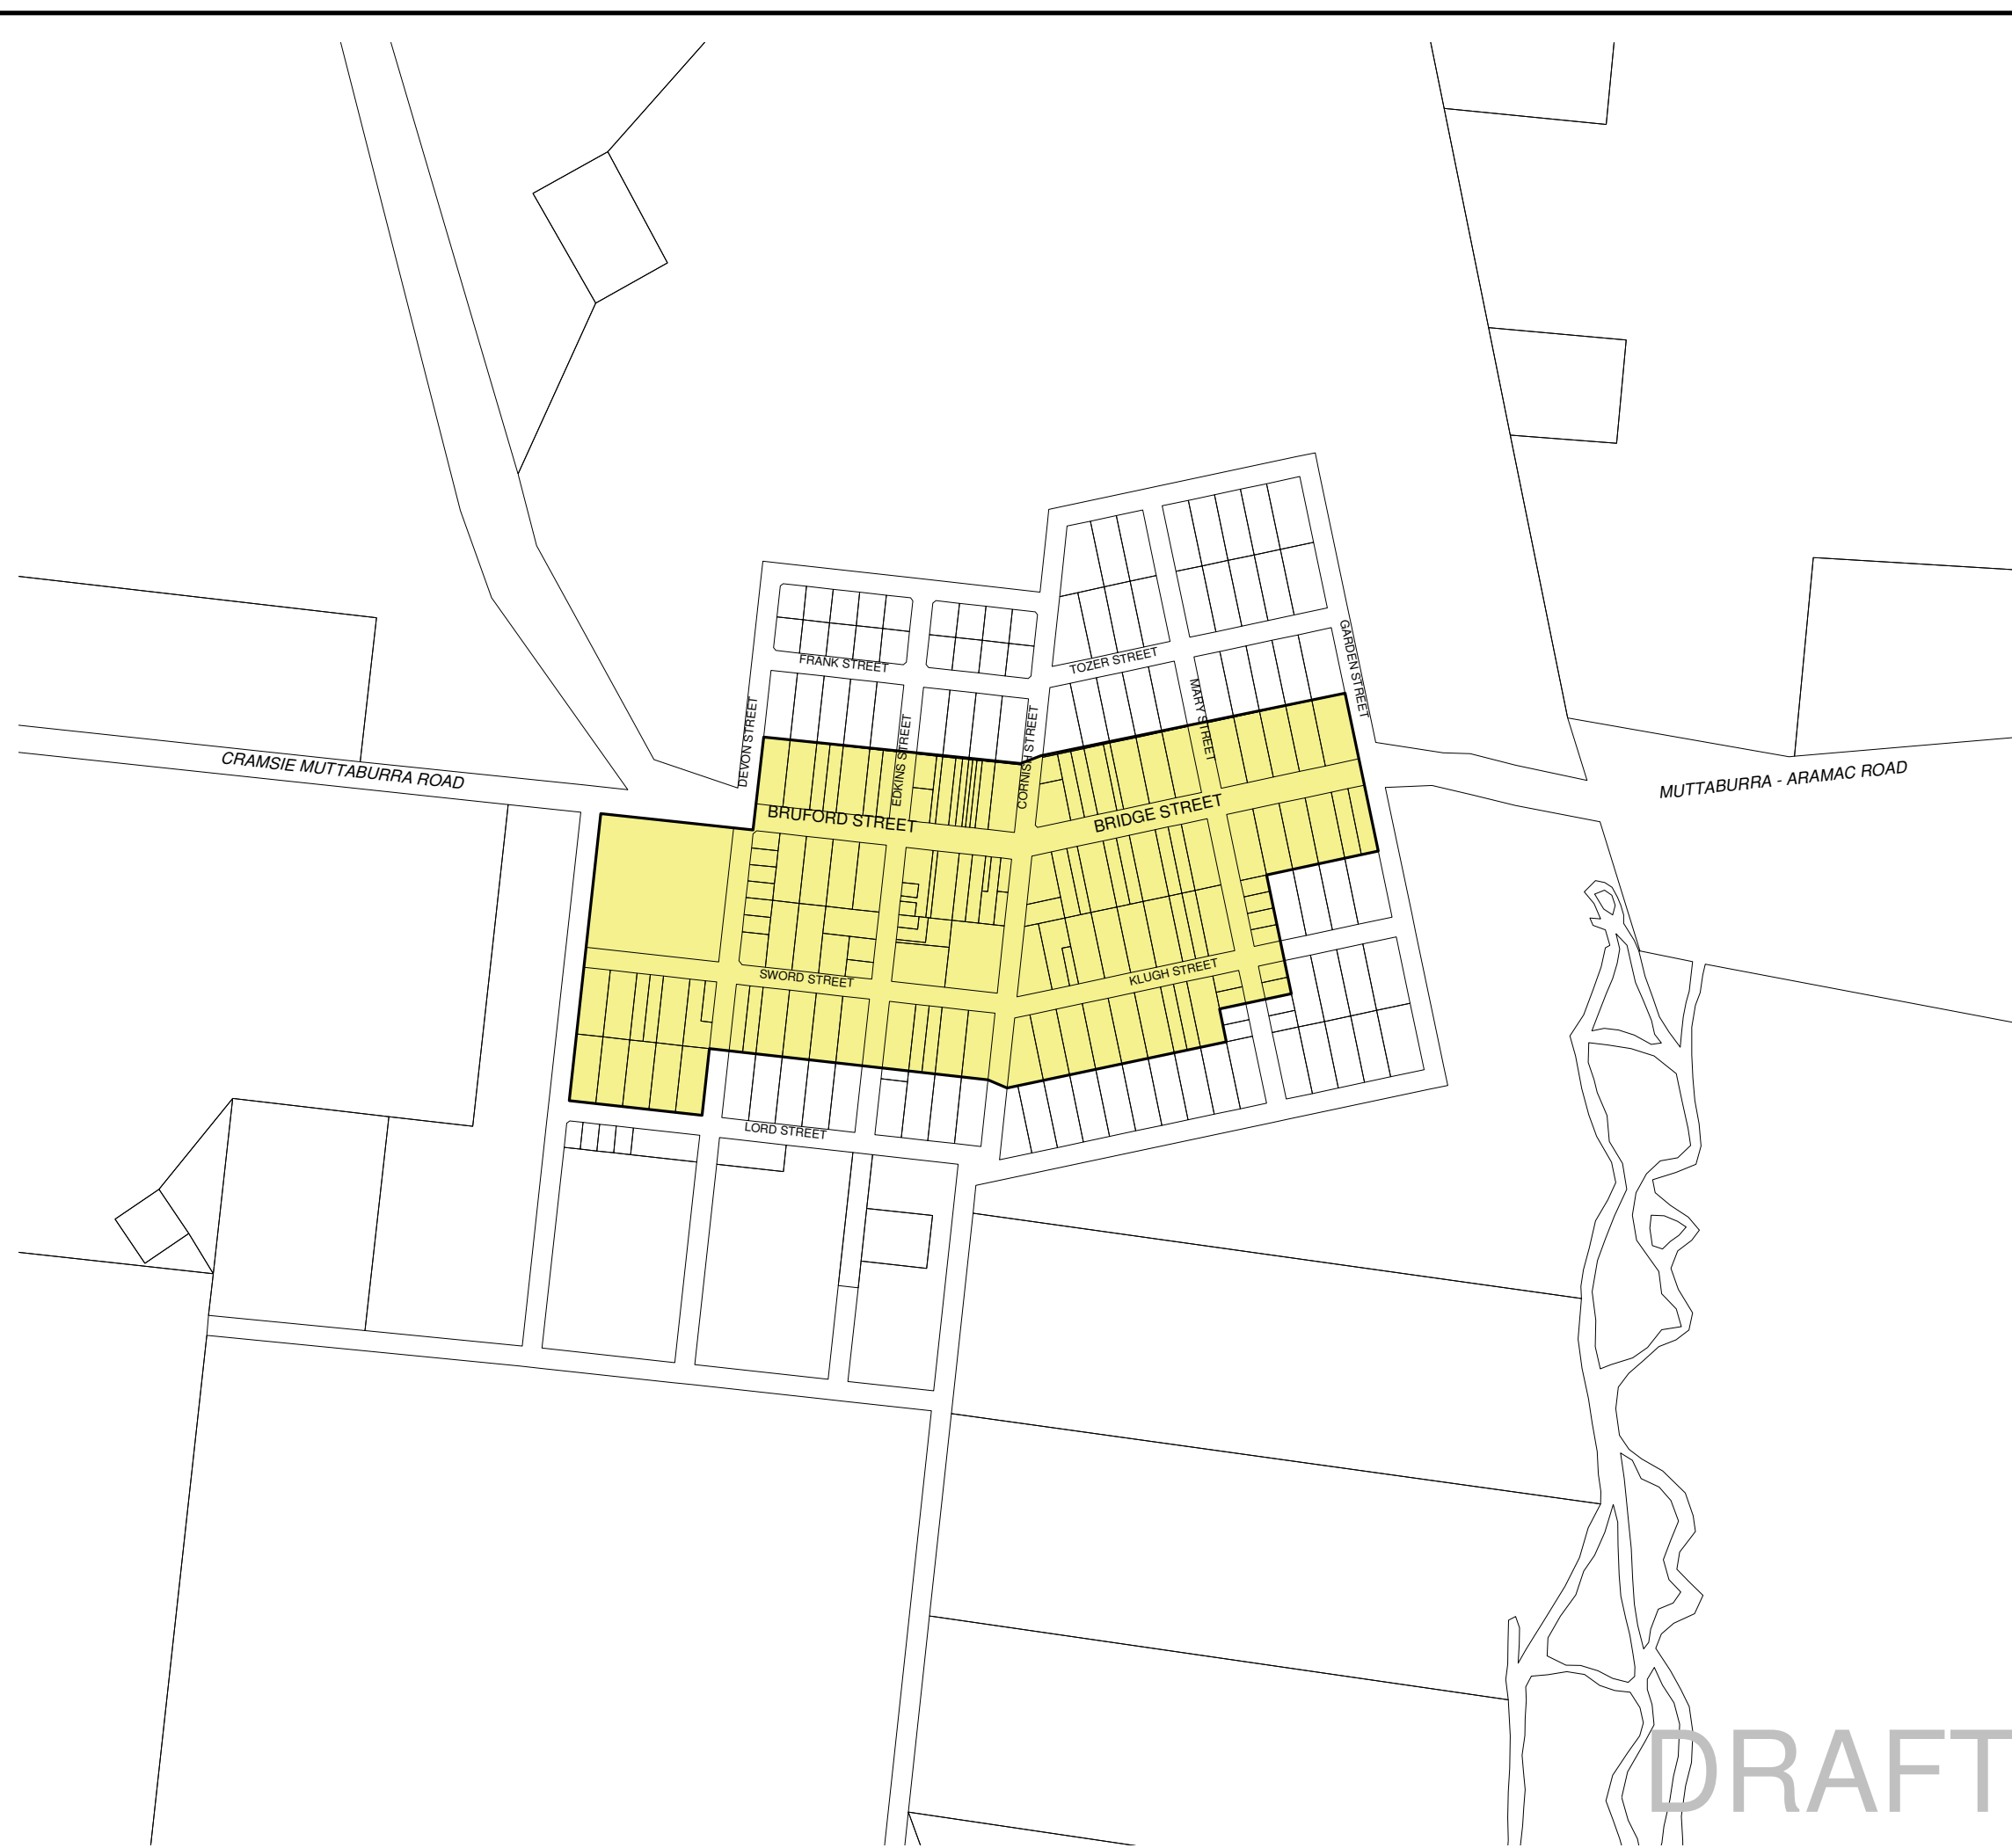 TOZER STREET
GARDEN STREET
FRANK STREET
MARY STREET
DEVON STREET
EDKINS STREET
CORNISH STREET
CRAMSIE MUTTABURRA ROAD
MUTTABURRA - ARAMAC ROAD
BRUFORD STREET
BRIDGE STREET
SWORD STREET
KLUGH STREET
LORD STREET
DRAFT